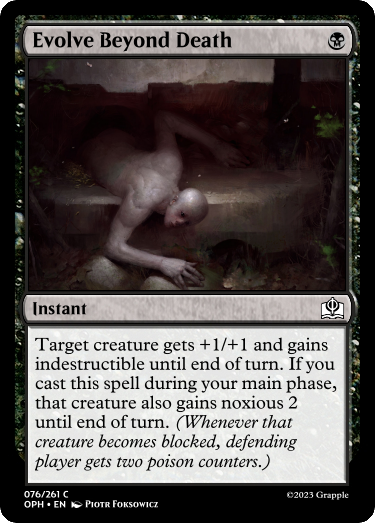 Evolve Beyond Death
Instant
Target creature gets +1/+1 and gains
indestructible until end of turn. If you
cast this spell during your main phase,
that creature also gains noxious 2
until end of turn. (Whenever that
creature becomes blocked, defending
player gets two poison counters.)
076/261 C
OPH • EN Piotr Foksowicz
©2023 Grapple